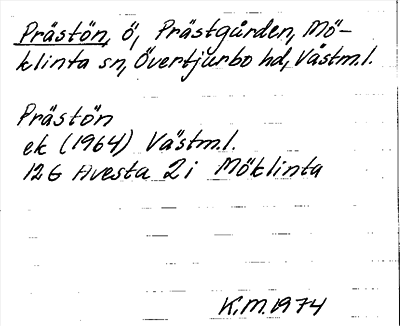 Prästön, ö, Prästgården, Mö-
klinta sn, Övertjurbo hd, Västm.l.
Prästön
ek (1964) Västm.l.
12G Avesta 2i Möklinta
K.M. 1974